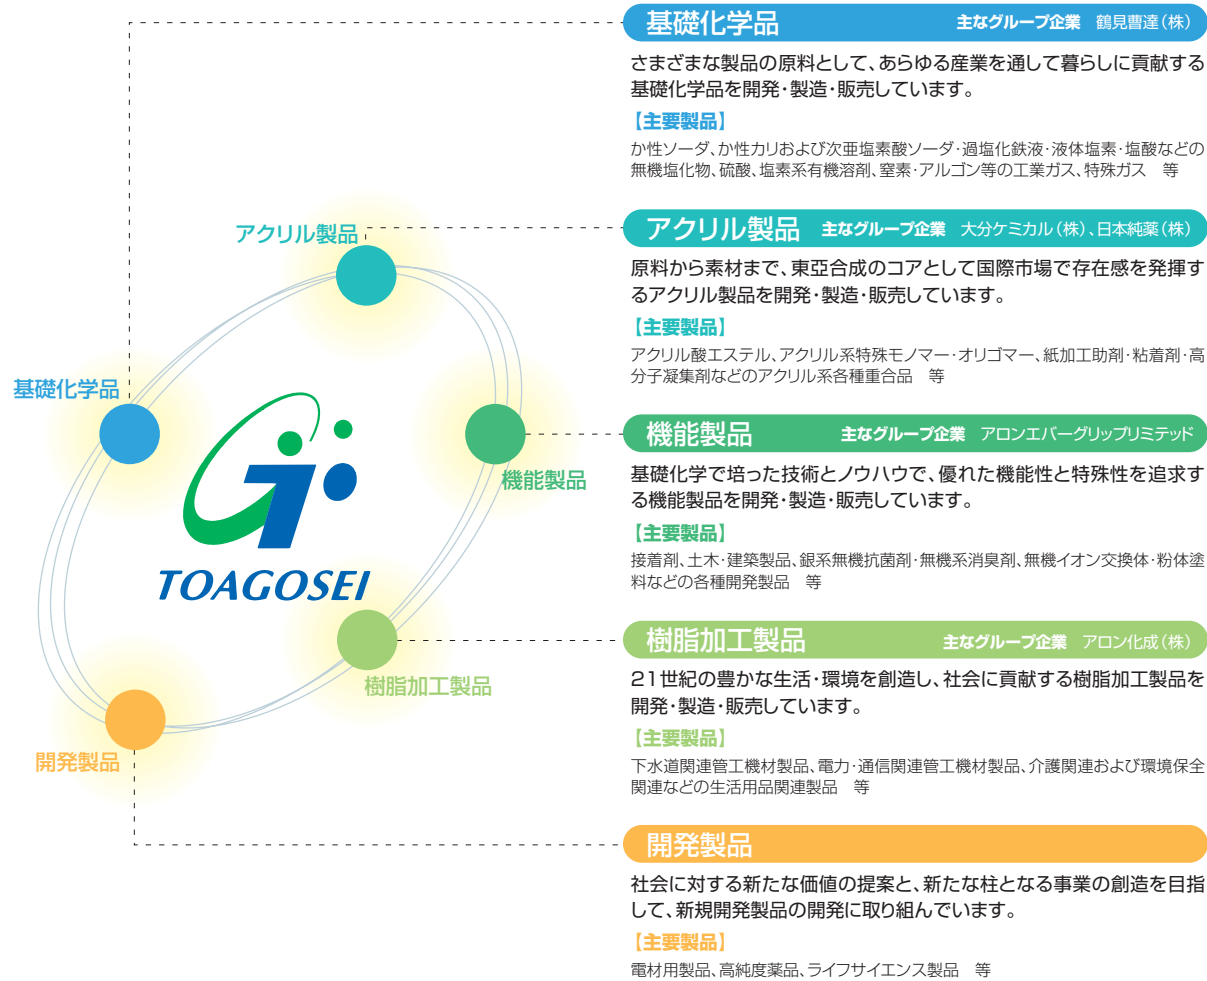 基礎化学品 主なグループ企業 鶴見曹達(株)
さまざまな製品の原料として、あらゆる産業を通して暮らしに貢献する
基礎化学品を開発・製造・販売しています。
【主要製品】
か性ソーダ、か性カリおよび次亜塩素酸ソーダ・過塩化鉄液・液体塩素・塩酸などの
無機塩化物、硫酸、塩素系有機溶剤、窒素・アルゴン等の工業ガス、特殊ガス 等
アクリル製品 主なグループ企業 大分ケミカル(株)、日本純薬(株)
原料から素材まで、東亞合成のコアとして国際市場で存在感を発揮す
るアクリル製品を開発・製造・販売しています。
【主要製品】
アクリル酸エステル、アクリル系特殊モノマー・オリゴマー、紙加工助剤・粘着剤・高
分子凝集剤などのアクリル系各種重合品 等
機能製品 主なグループ企業 アロンエバーグリップリミテッド
基礎化学で培った技術とノウハウで、優れた機能性と特殊性を追求す
る機能製品を開発・製造・販売しています。
【主要製品】
接着剤、土木・建築製品、銀系無機抗菌剤・無機系消臭剤、無機イオン交換体・粉体塗
料などの各種開発製品 等
樹脂加工製品 主なグループ企業 アロン化成(株)
21世紀の豊かな生活・環境を創造し、社会に貢献する樹脂加工製品を
開発・製造・販売しています。
【主要製品】
下水道関連管工機材製品、電力・通信関連管工機材製品、介護関連および環境保全
関連などの生活用品関連製品 等
開発製品
社会に対する新たな価値の提案と、新たな柱となる事業の創造を目指
して、新規開発製品の開発に取り組んでいます。
【主要製品】
電材用製品、高純度薬品、ライフサイエンス製品 等
アクリル製品
基礎化学品
機能製品
TOAGOSEI
樹脂加工製品
開発製品